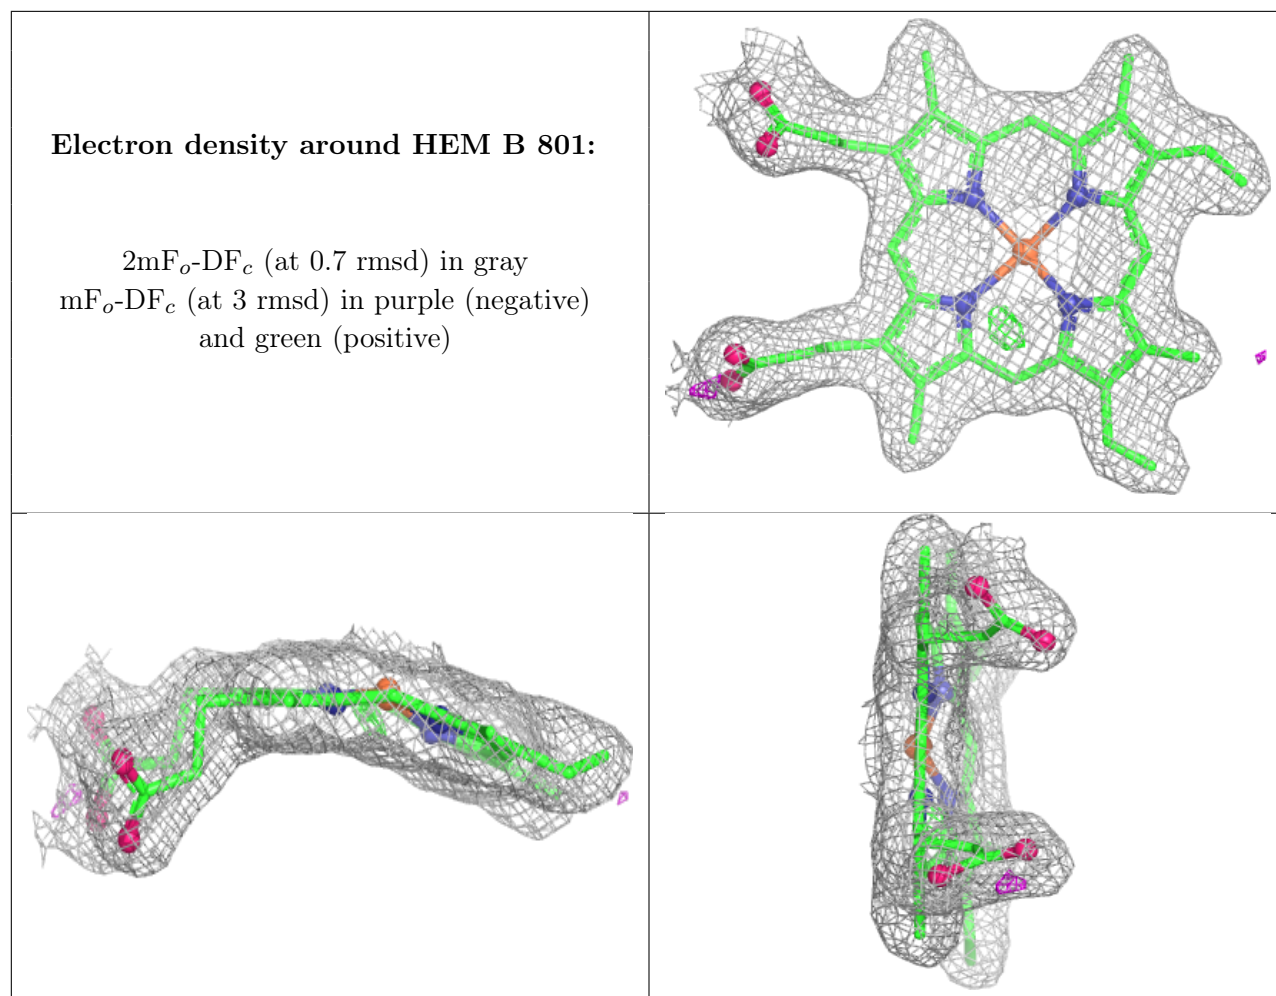 Electron density around HEM B 801:
2mFo-DFc (at 0.7 rmsd) in gray
mFo-DFc (at 3 rmsd) in purple (negative)
and green (positive)